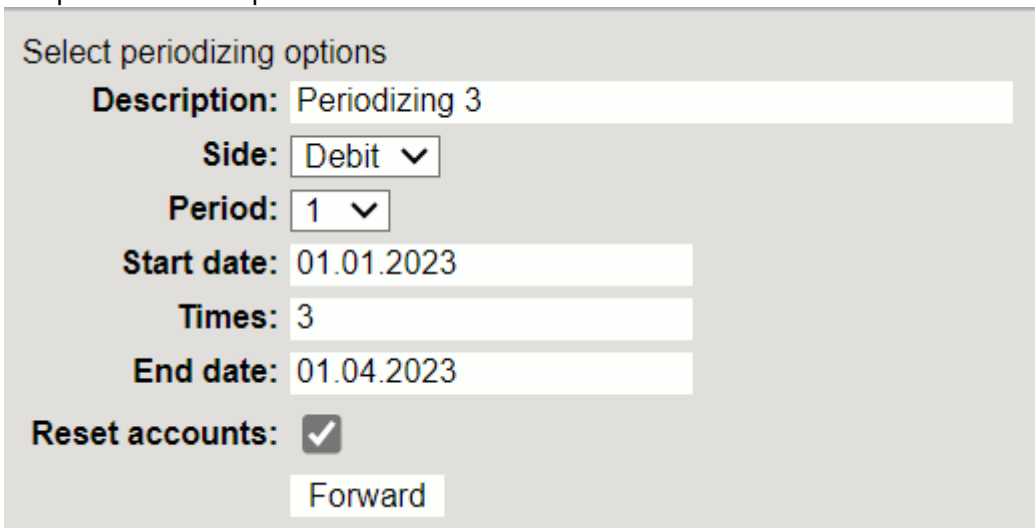 Select periodizing options
Description: Periodizing 3
Side: Debit
Period: 1
Start date: 01.01.2023
Times: 3
End date: 01.04.2023
Reset accounts:
Forward